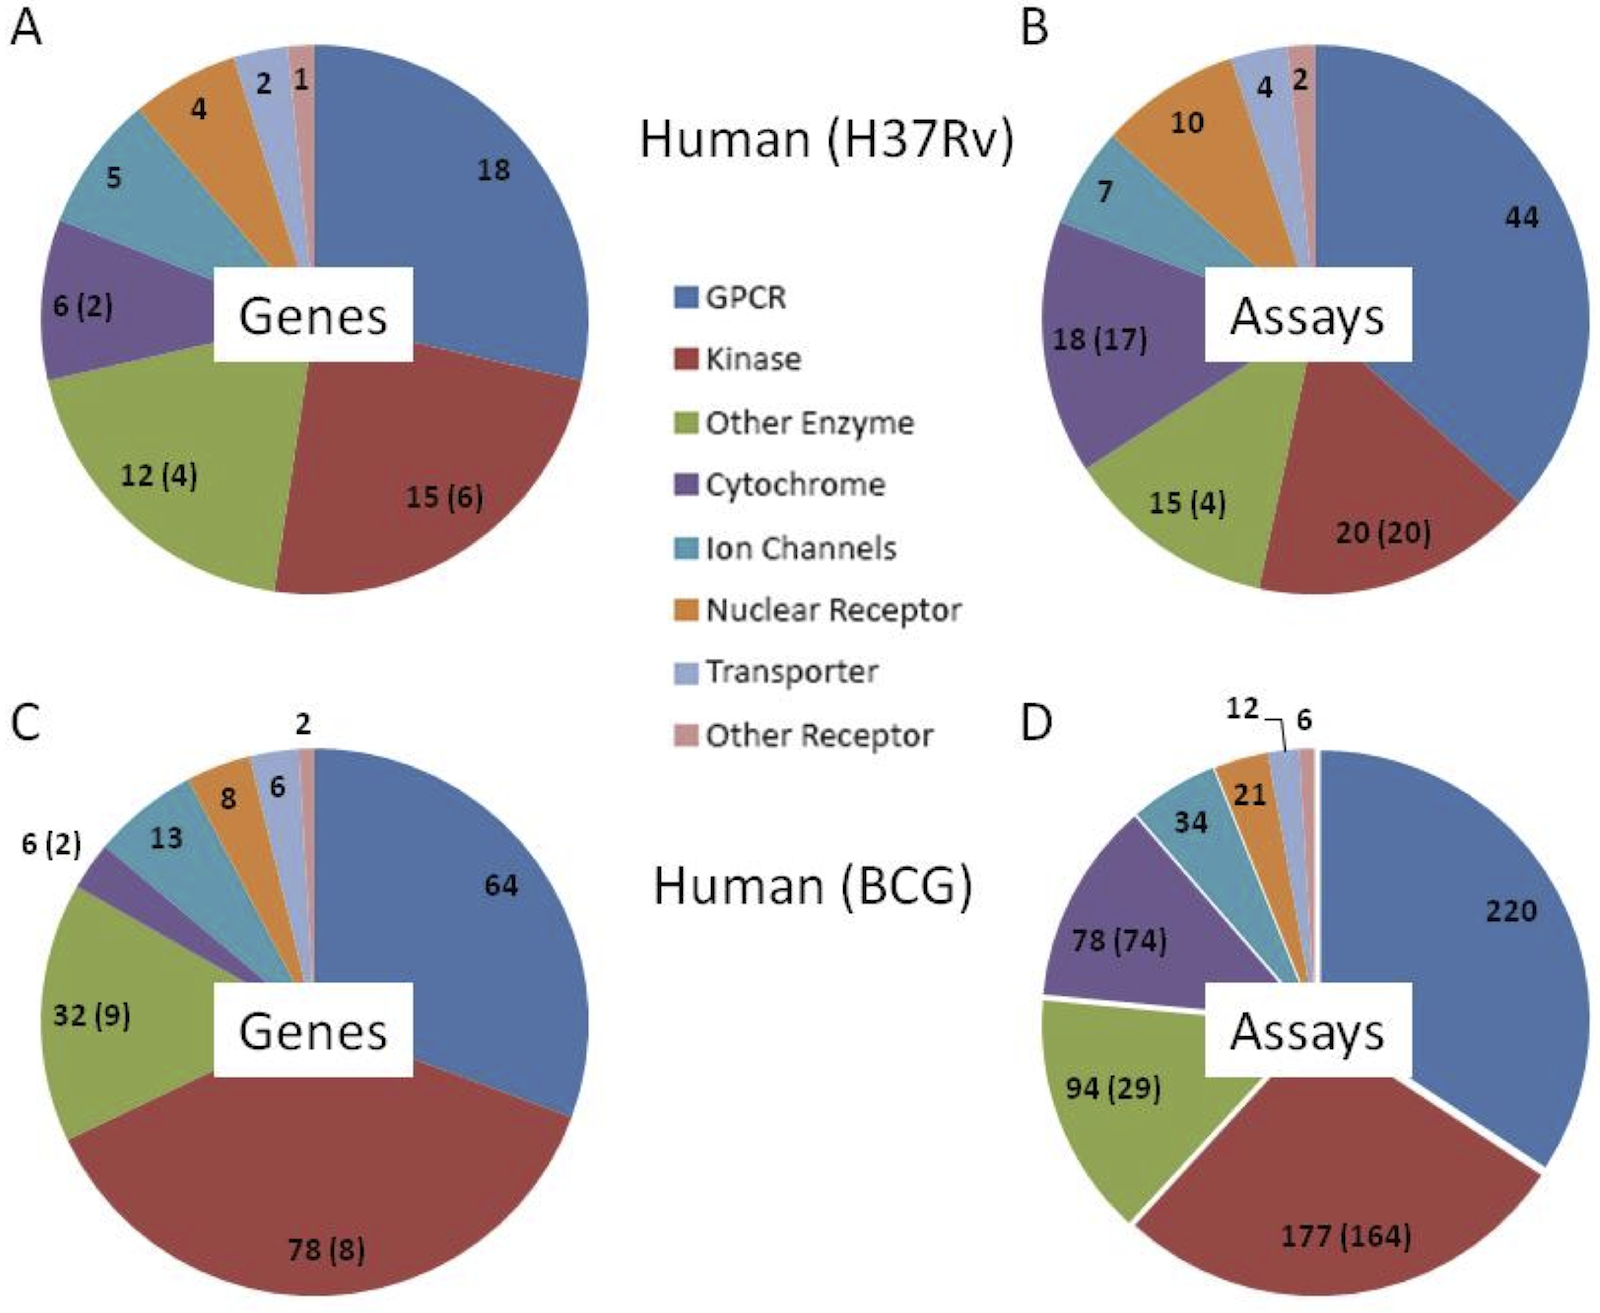 A
B
1
2
4
5
18
6 (2)
Genes
12 (4)
15 (6)
Human (H37Rv)
2
4
10
7
44
18 (17)
Assays
15 (4)
20 (20)
GPCR
Kinase
Other Enzyme
Cytochrome
Ion Channels
Nuclear Receptor
Transporter
Other Receptor
C
2
6
8
13
6 (2)
64
32 (9)
Genes
78 (8)
Human (BCG)
D
12
6
21
34
220
78 (74)
Assays
94 (29)
177 (164)